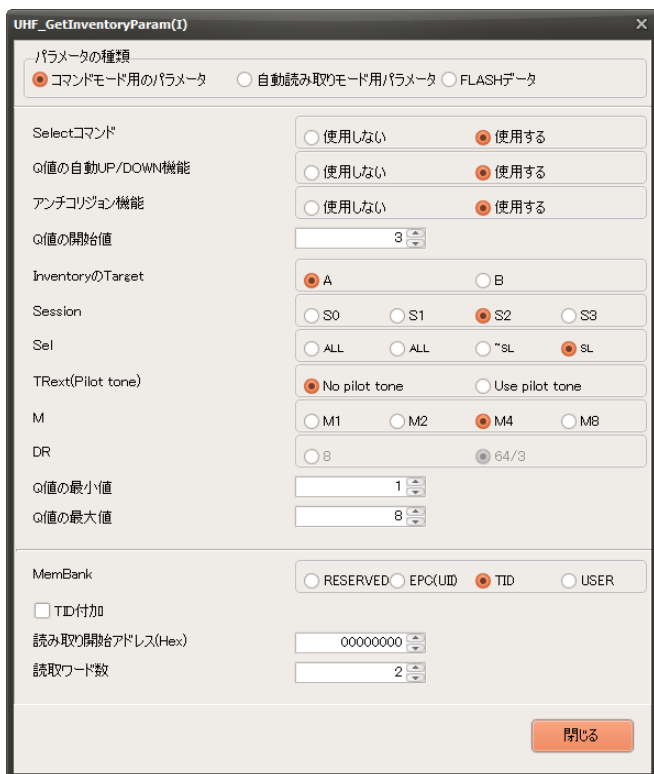 UHF_GetInventoryParam(I)
パラメータの種類
コマンドモード用のパラメータ 自動読み取りモード用パラメータ FLASHデータ
Selectコマンド 使用しない 使用する
Q値の自動UP/DOWN機能 使用しない 使用する
アンチコリジョン機能 使用しない 使用する
Q値の開始値 3
InventoryのTarget A B
Session S0 S1 S2 S3
Sel ALL ALL ~SL SL
TRext(Pilot tone) No pilot tone Use pilot tone
M M1 M2 M4 M8
DR 8 64/3
Q値の最小値 1
Q値の最大値 8
MemBank RESERVED EPC(UII) TID USER
TID付加
読み取り開始アドレス(Hex) 00000000
読取ワード数 2
閉じる